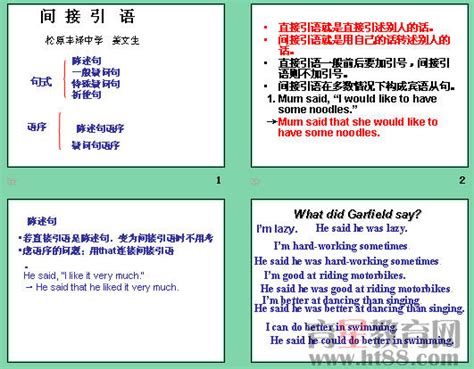 间 接 引 语
松原丰泽中学 姜文生
句式
陈述句
一般疑问句
特殊疑问句
祈使句
语序
陈述句语序
疑问句语序
1
• 直接引语就是直接引述别人的话。
• 间接引语就是用自己的话转述别人的
话。
• 直接引语一般前后要加引号，间接引
语则不加引号。
• 间接引语在多数情况下构成宾语从句。
1. Mum said, “I would like to have
some noodles.”
→Mum said that she would like to
have some noodles.
2
陈述句
•若直接引语是陈述句，变为间接引语时不用考
虑语序的问题；用that连接间接引语
.
He said, "I like it very much."
→ He said that he liked it very much.
What did Garfield say?
I'm lazy.
He said he was lazy.
I'm hard-working sometimes
He said he was hard-working sometimes
I'm good at riding motorbikes.
He said he was good at riding motorbikes
I'm better at dancing than singing
He said he was better at dancing than singing.
I can do better in swimming.
He said he could do better in swimming.
育星教育网
www.ht88.com